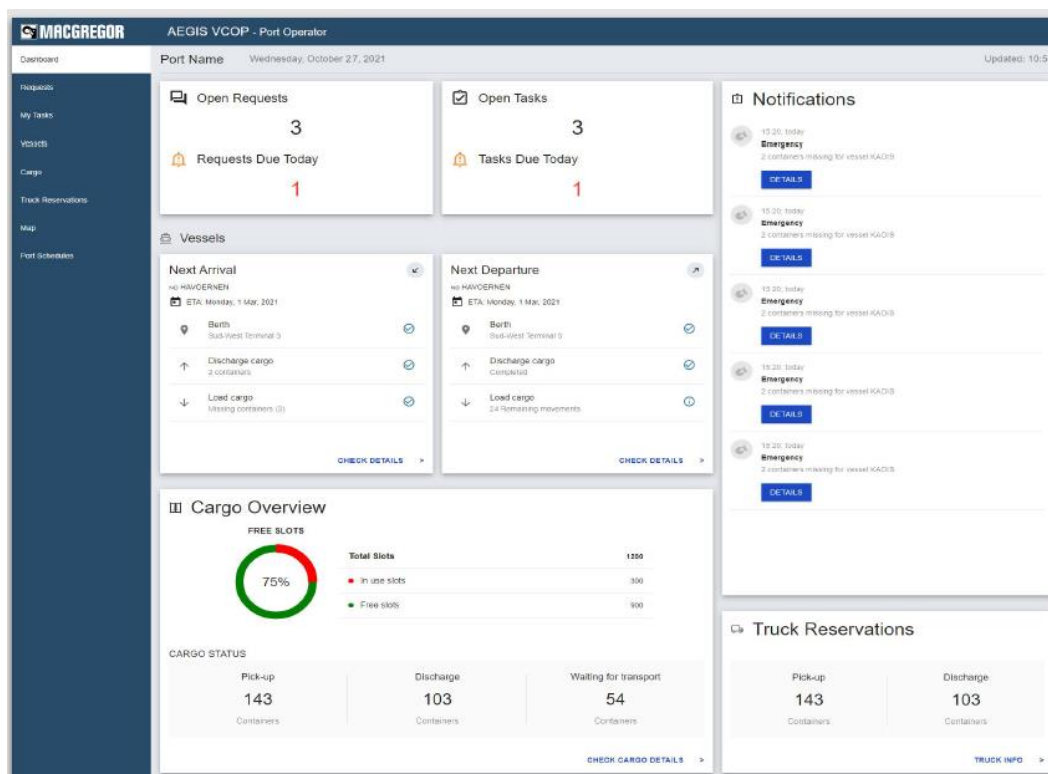 MACGREGOR
AEGIS VCOP - Port Operator
Dashboard
Requests
My Tasks
Vessels
Cargo
Truck Reservations
Map
Port Schedules
Port Name Wednesday, October 27, 2021
Updated: 10:5
Open Requests
3
Requests Due Today
1
Open Tasks
3
Tasks Due Today
1
Vessels
Next Arrival
NO HAVOERNEN
ETA: Monday, 1 Mar, 2021
Berth
Sud-West Terminal
Discharge cargo
2 containers
Load cargo
Missing containers
CHECK DETAILS >
Next Departure
NO HAVOERNEN
ETA: Monday, 1 Mar, 2021
Berth
Sud-West Terminal
Discharge cargo
Completed
Load cargo
24 Remaining movements
CHECK DETAILS >
Cargo Overview
FREE SLOTS
75%
Total Slots 1200
In use slots 300
Free slots 900
CARGO STATUS
Pick-up
143
Containers
Discharge
103
Containers
Waiting for transport
54
Containers
CHECK CARGO DETAILS >
Notifications
15:20, today
Emergency
2 containers missing for vessel
DETAILS
15:20, today
Emergency
2 containers missing for vessel
DETAILS
15:20, today
Emergency
2 containers missing for vessel
DETAILS
15:20, today
Emergency
2 containers missing for vessel
DETAILS
15:20, today
Emergency
2 containers missing for vessel
DETAILS
Truck Reservations
Pick-up
143
Containers
Discharge
103
Containers
TRUCK INFO >